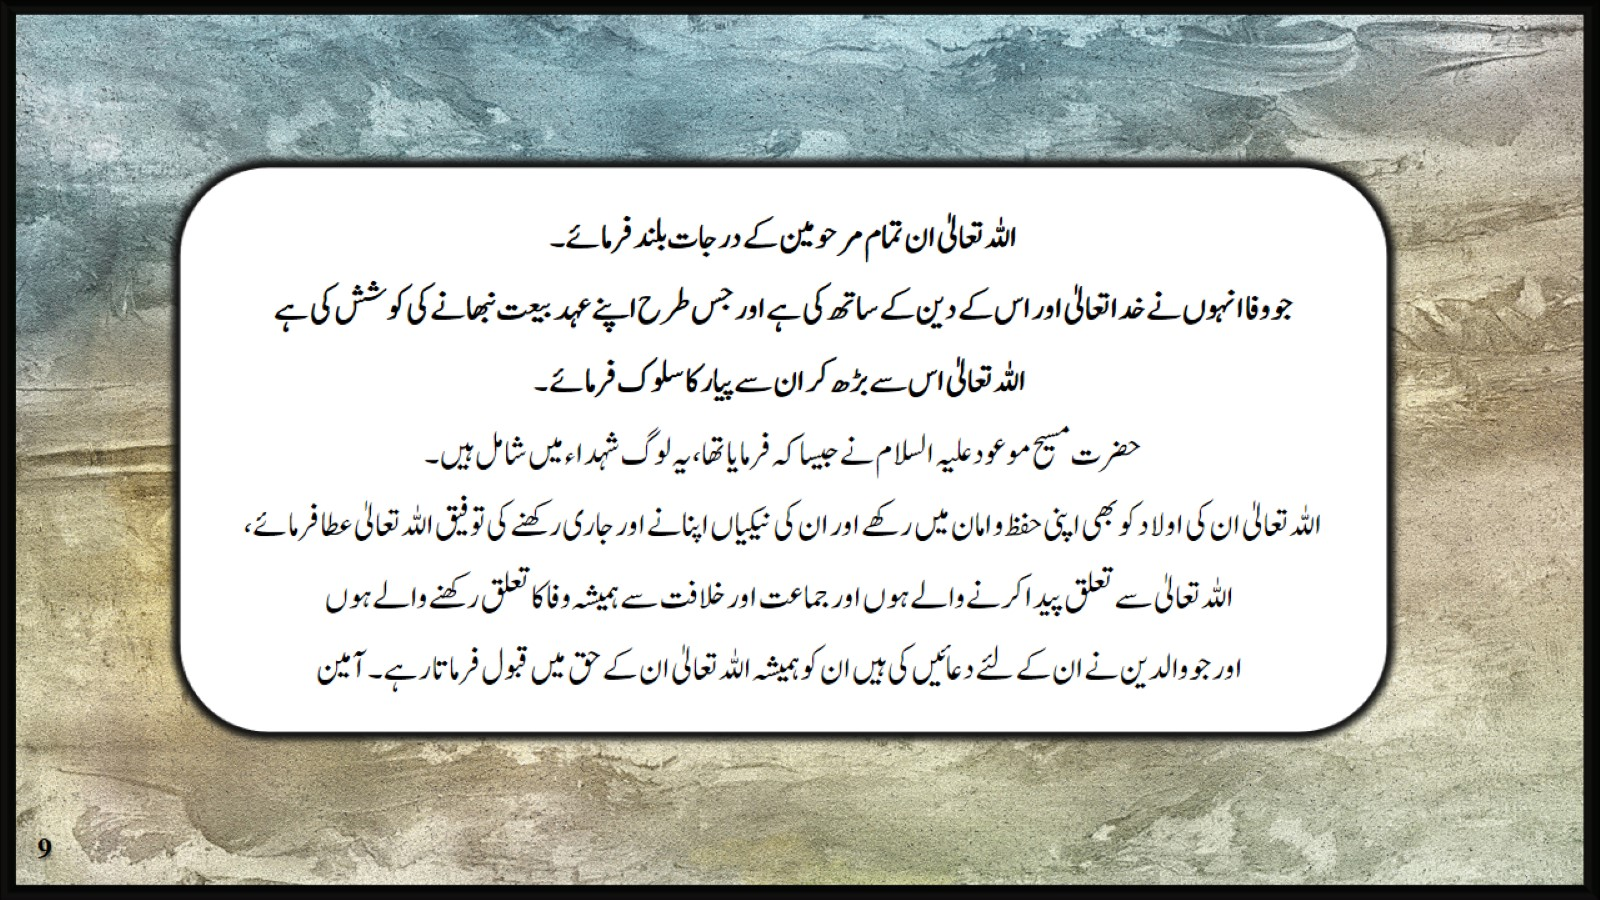 اللہ تعالیٰ ان تمام مرحومین کے درجات بلند فرمائے۔
جو وفا انہوں نے خدا تعالیٰ اور اس کے دین کے ساتھ کی ہے اور جس طرح اپنے عہد بیعت نبھانے کی کوشش کی ہے
اللہ تعالیٰ اس سے بڑھ کر ان سے پیار کا سلوک فرمائے۔
حضرت مسیح موعود علیہ السلام نے جیسا کہ فرمایا تھا، یہ لوگ شہداء میں شامل ہیں۔
اللہ تعالیٰ ان کی اولاد کو بھی اپنی حفظ و امان میں رکھے اور ان کی نیکیاں اپنانے اور جاری رکھنے کی توفیق اللہ تعالیٰ عطا فرمائے،
اللہ تعالیٰ سے تعلق پیدا کرنے والے ہوں اور جماعت اور خلافت سے ہمیشہ وفا کا تعلق رکھنے والے ہوں
اور جو والدین نے ان کے لئے دعائیں کی ہیں ان کو ہمیشہ اللہ تعالیٰ ان کے حق میں قبول فرماتا رہے۔ آمین
9